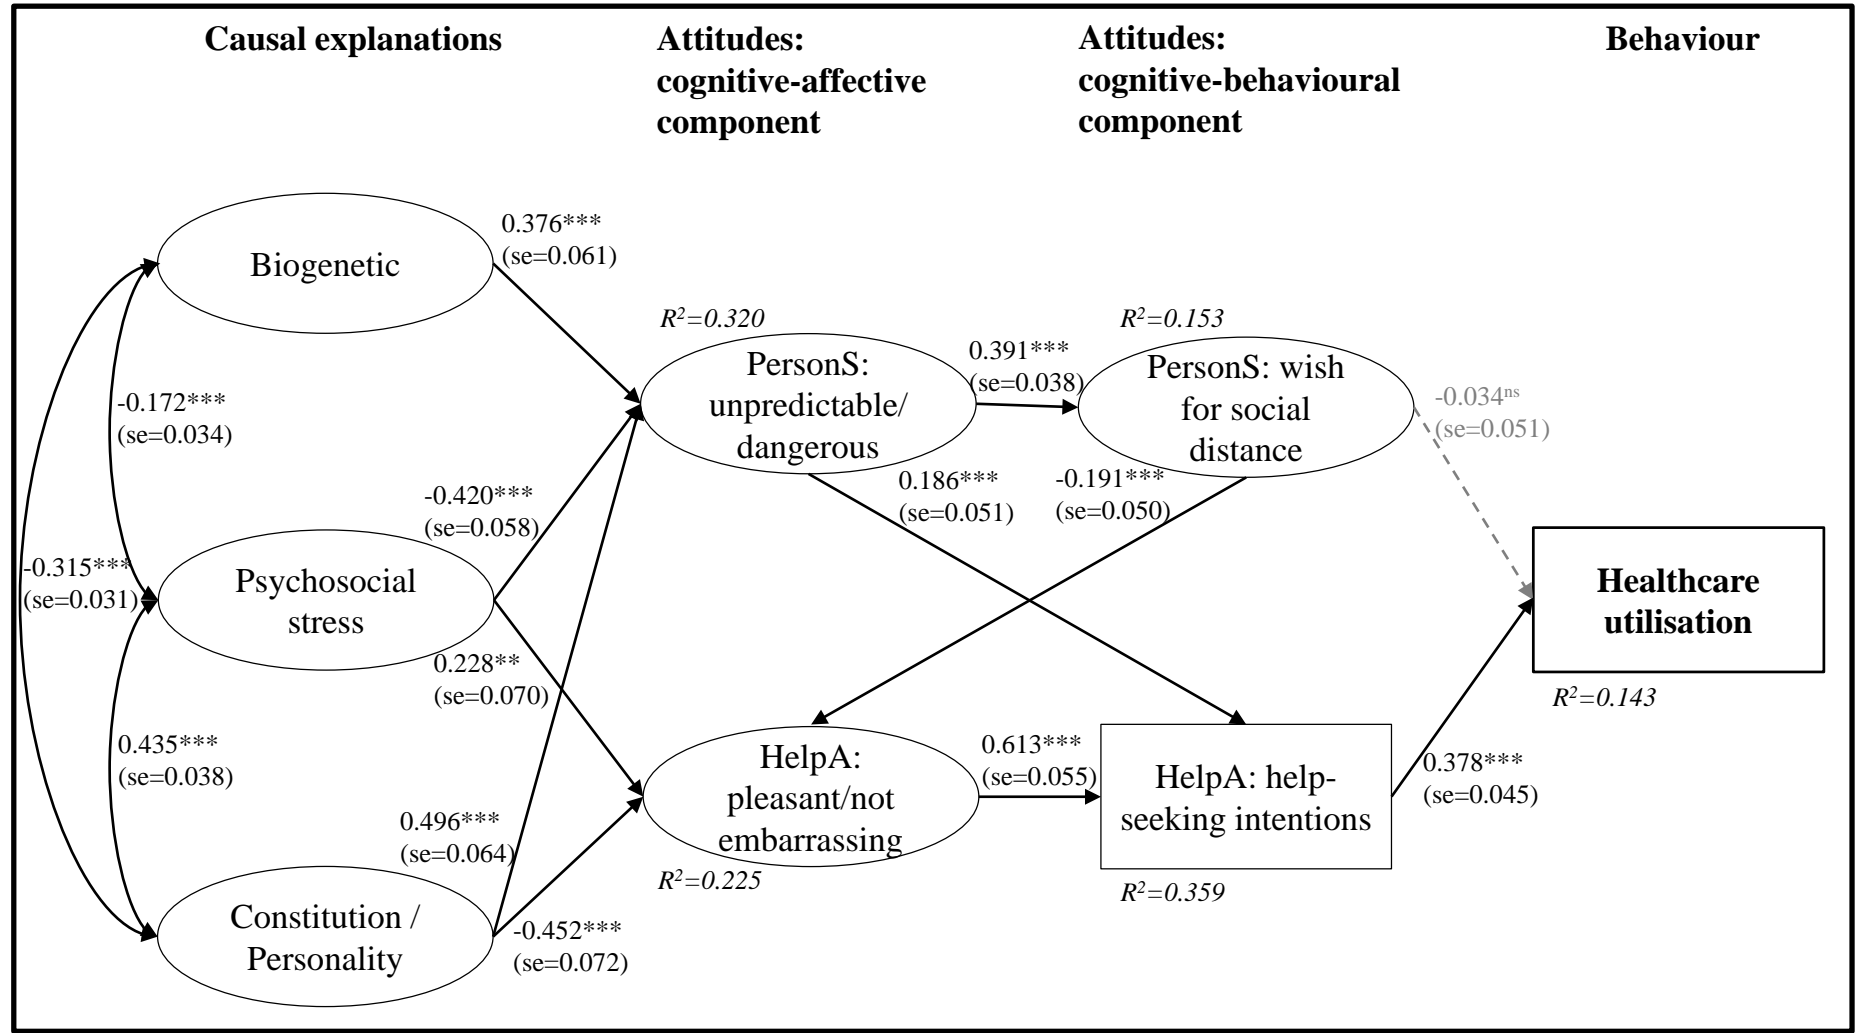 Causal explanations
Attitudes:
cognitive-affective
component
Attitudes:
cognitive-behavioural
component
Behaviour
Biogenetic
0.376***
(se=0.061)
-0.172***
(se=0.034)
-0.315***
(se=0.031)
Psychosocial
stress
-0.420***
(se=0.058)
0.228**
(se=0.070)
0.435***
(se=0.038)
Constitution /
Personality
0.496***
(se=0.064)
-0.452***
(se=0.072)
R²=0.320
PersonS:
unpredictable/
dangerous
0.391***
(se=0.038)
0.186***
(se=0.051)
R²=0.153
PersonS: wish
for social
distance
-0.191***
(se=0.050)
-0.034ⁿˢ
(se=0.051)
HelpA:
pleasant/not
embarrassing
R²=0.225
0.613***
(se=0.055)
HelpA: help-
seeking intentions
R²=0.359
0.378***
(se=0.045)
Healthcare
utilisation
R²=0.143